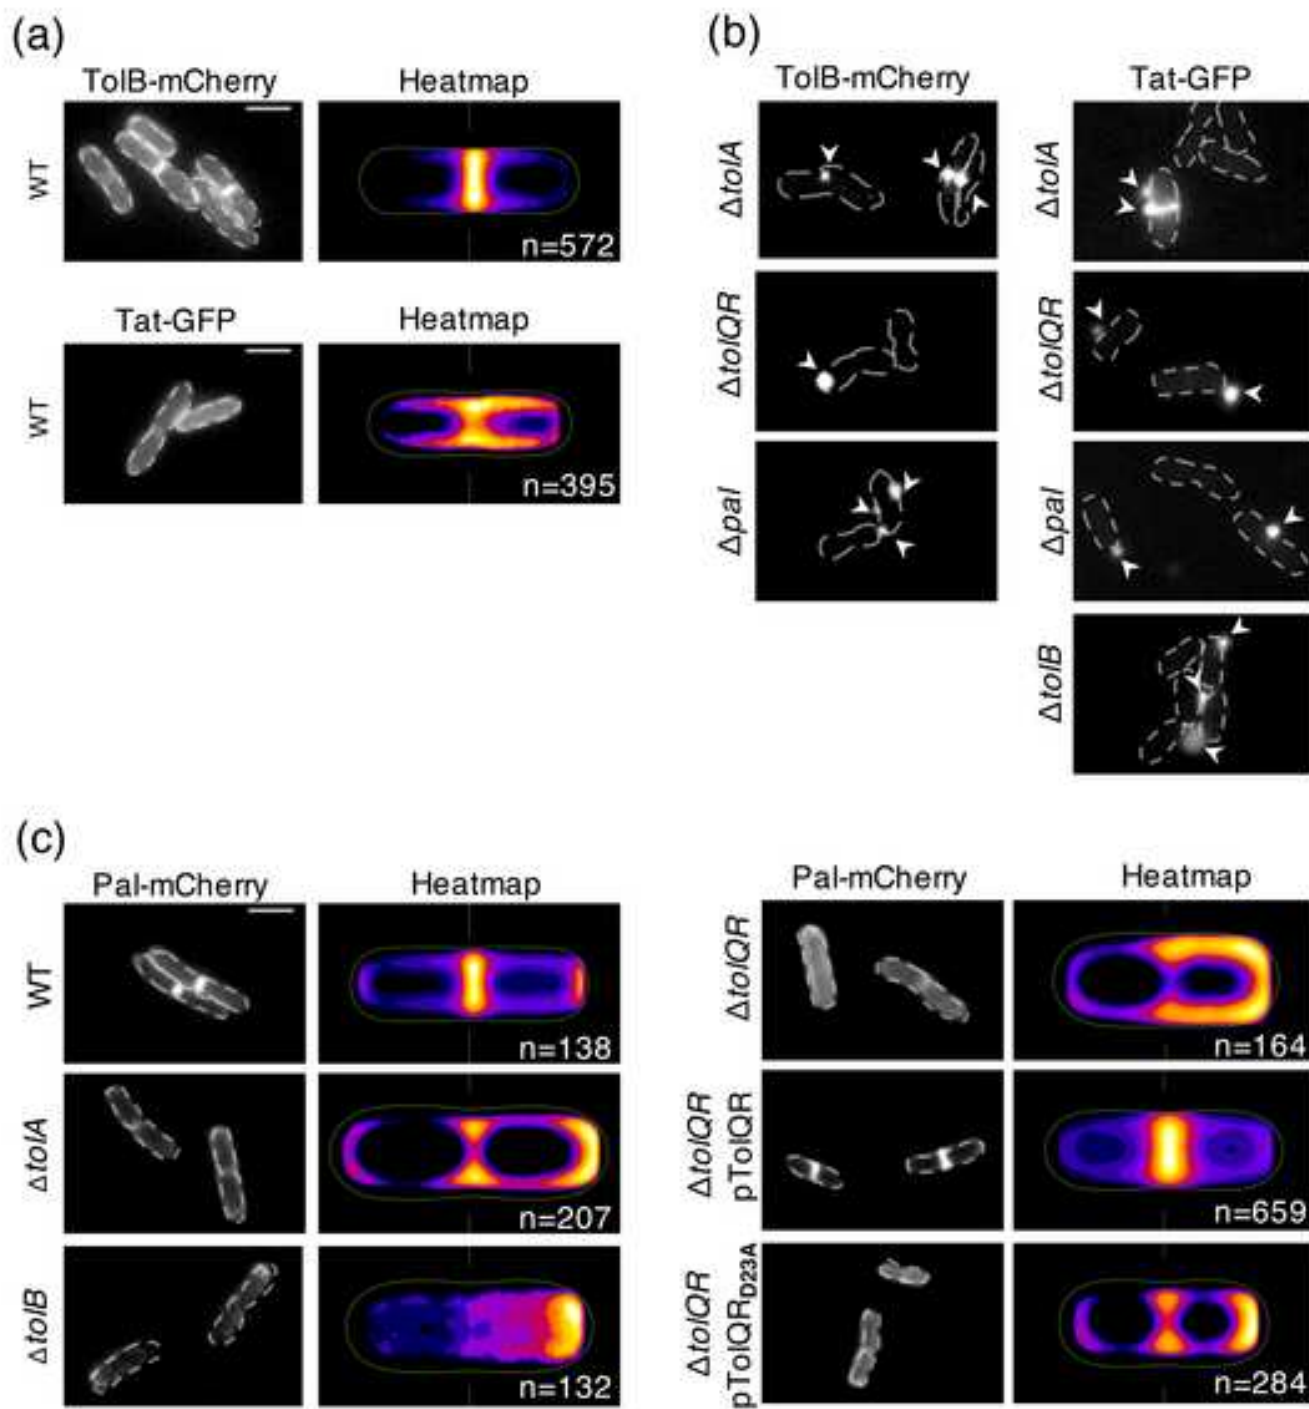 (a)
TolB-mCherry Heatmap
WT
n=572
Tat-GFP Heatmap
WT
n=395
(b)
TolB-mCherry Tat-GFP
ΔtolA ΔtolA
ΔtolQR ΔtolQR
Δpal Δpal
ΔtolB
(c)
Pal-mCherry Heatmap
WT
n=138
ΔtolA
n=207
ΔtolB
n=132
Pal-mCherry Heatmap
ΔtolQR
n=164
ΔtolQR
pTolQR
n=659
ΔtolQR
pTolQRD23A
n=284